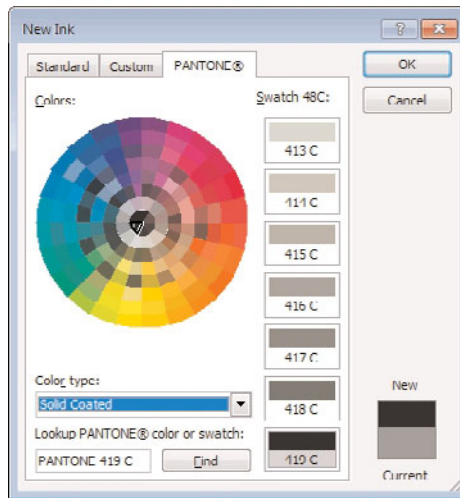 New Ink
Standard Custom PANTONE® OK
Colors: Swatch 48C: Cancel
413 C
414 C
415 C
416 C
417 C
Color type:
Solid Coated
418 C
New
Lookup PANTONE® color or swatch:
PANTONE 419 C Find
419 C
Current